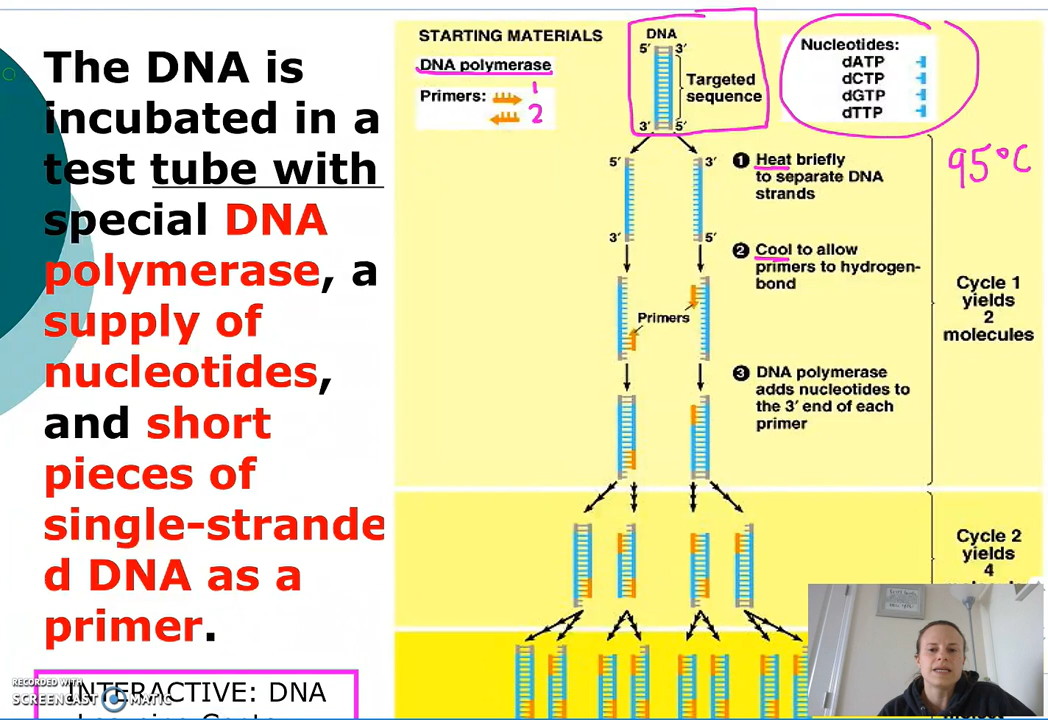 The DNA is
incubated in a
test tube with
special DNA
polymerase, a
supply of
nucleotides,
and short
pieces of
single-strande
d DNA as a
primer.
INTERACTIVE: DNA
RECORDED WITH
SCREENCAST MATIC
STARTING MATERIALS
DNA polymerase
Primers:
1
2
DNA
5′ 3′
Targeted
sequence
3′ 5′
Nucleotides:
dATP
dCTP
dGTP
dTTP
95°C
5′ 3′
3′ 5′
1 Heat briefly
to separate DNA
strands
2 Cool to allow
primers to hydrogen-
bond
Primers
3 DNA polymerase
adds nucleotides to
the 3′ end of each
primer
Cycle 1
yields
2
molecules
Cycle 2
yields
4